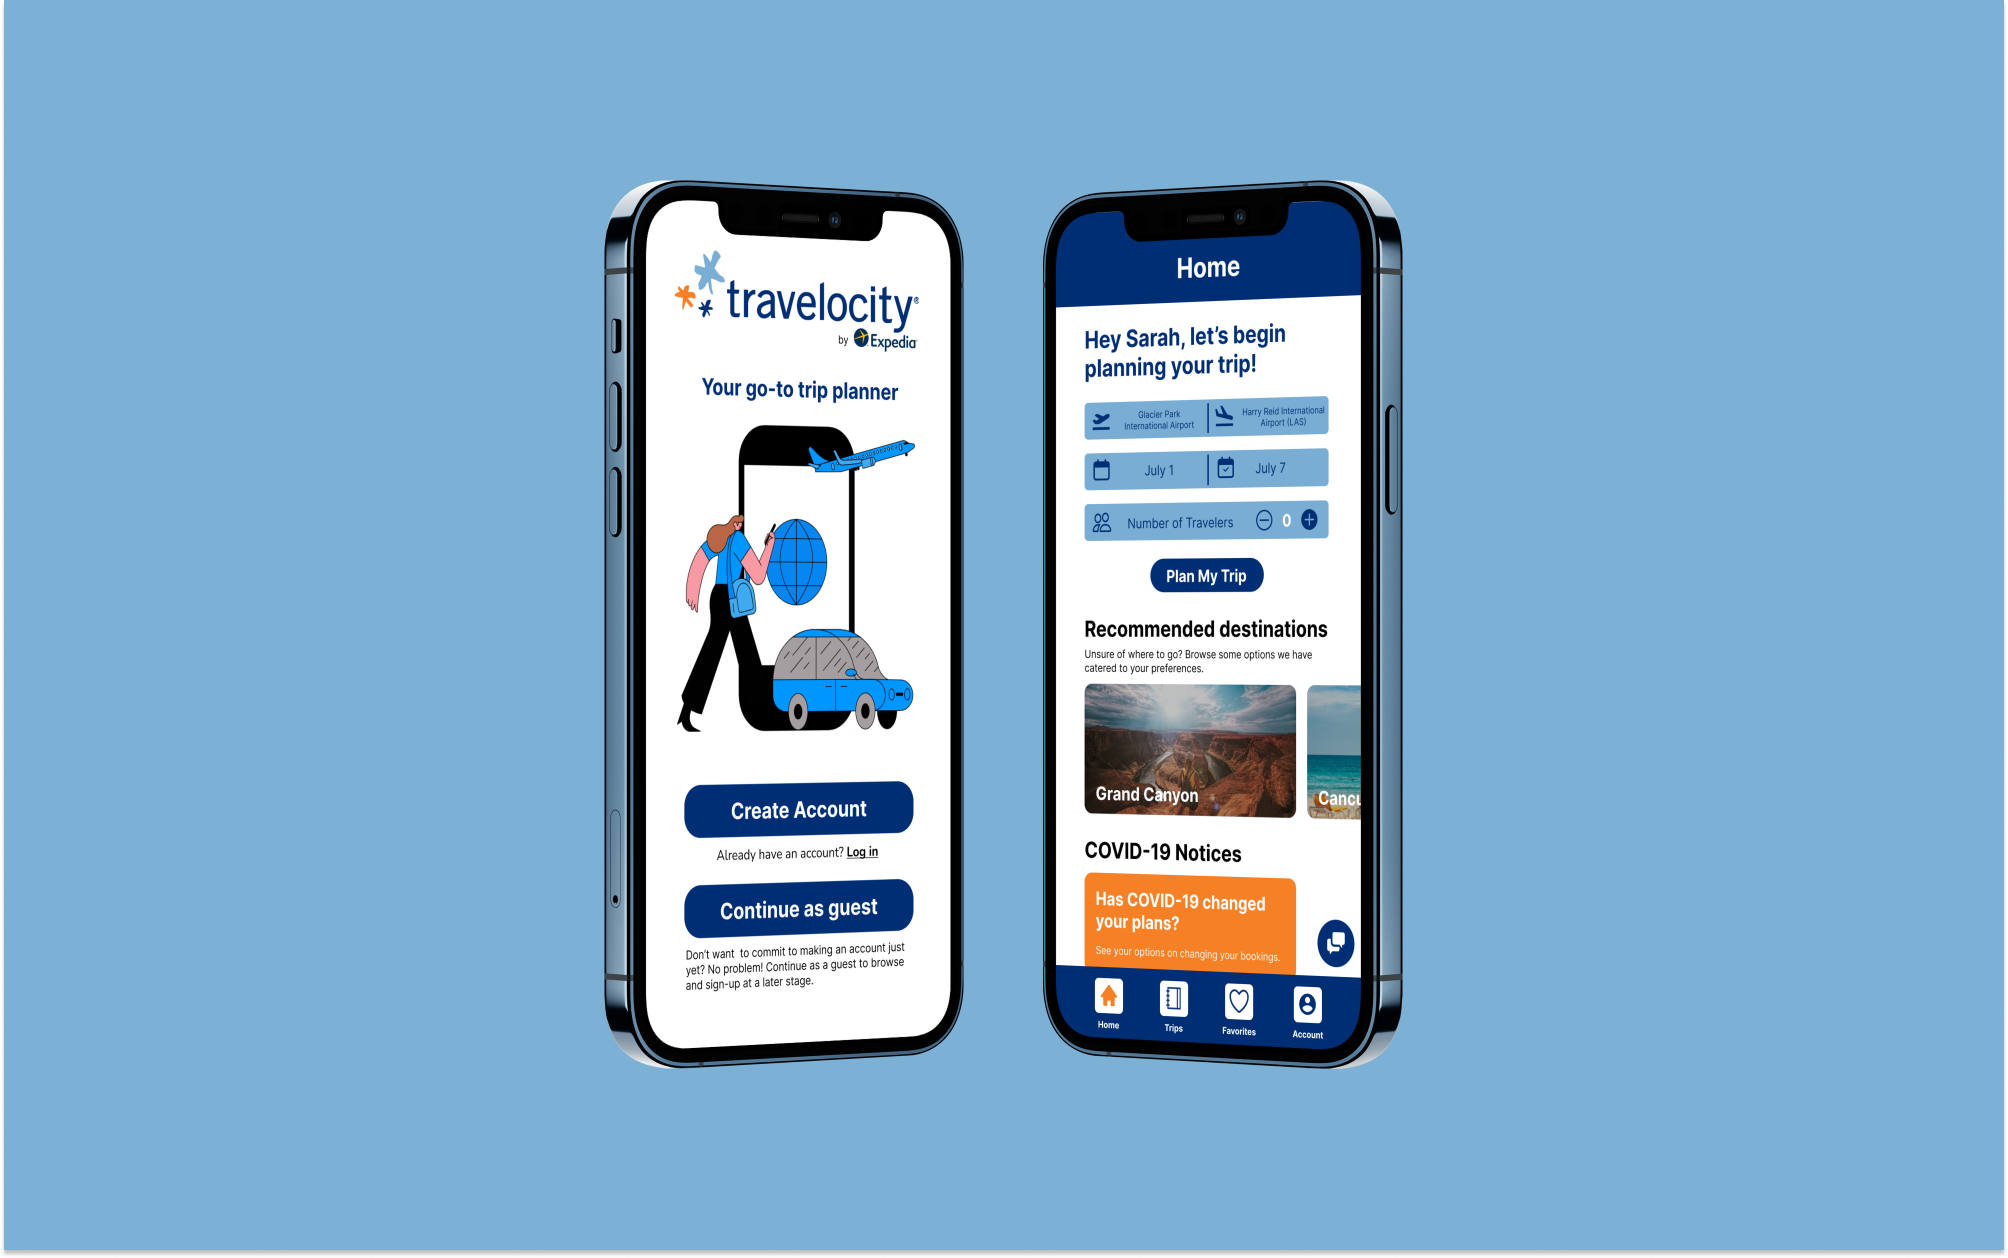 travelocity®
by Expedia
Your go-to trip planner
Create Account
Already have an account? Log in
Continue as guest
Don't want to commit to making an account just
yet? No problem! Continue as a guest to browse
and sign-up at a later stage.
Home
Hey Sarah, let's begin
planning your trip!
Glacier Park
International Airport
Harry Reid International
Airport (LAS)
July 1
July 7
Number of Travelers
0
Plan My Trip
Recommended destinations
Unsure of where to go? Browse some options we have
catered to your preferences.
Grand Canyon
Cancu
COVID-19 Notices
Has COVID-19 changed
your plans?
See your options on changing your bookings.
Home
Trips
Favorites
Account